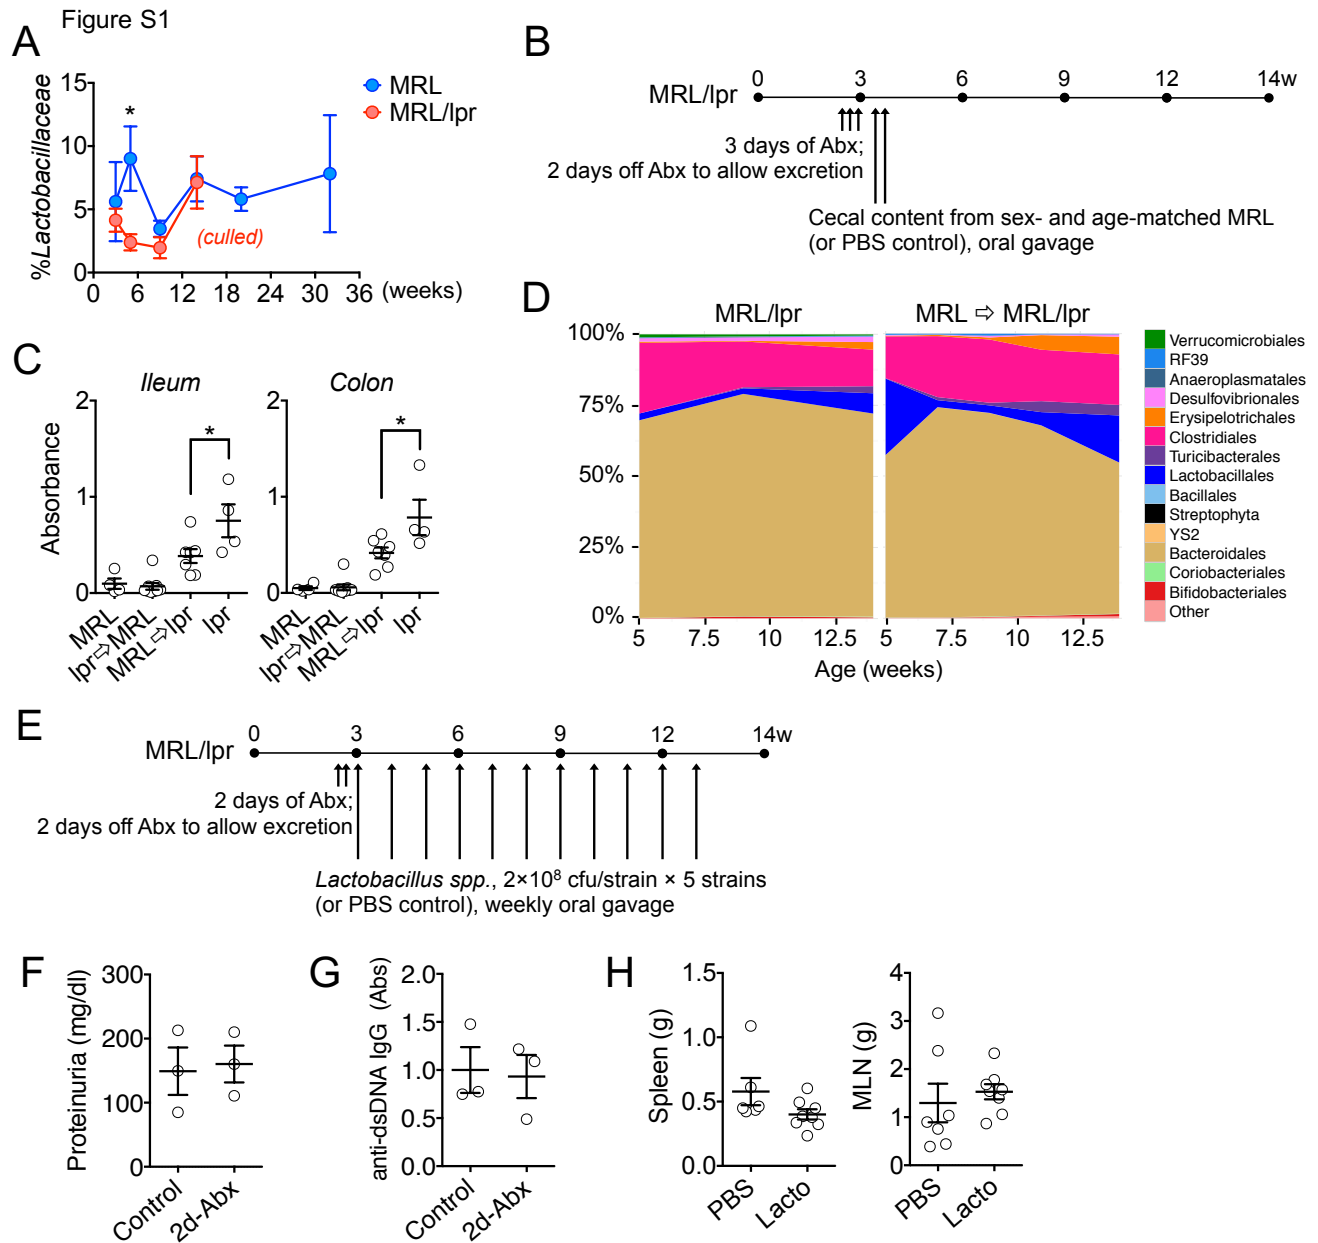 Figure S1
A
15
10
5
0
%Lactobacillaceae
*
MRL
MRL/lpr
(culled)
0 6 12 18 24 30 36 (weeks)
B
MRL/lpr
0 3 6 9 12 14w
3 days of Abx;
2 days off Abx to allow excretion
Cecal content from sex- and age-matched MRL
(or PBS control), oral gavage
C
Ileum
Colon
Absorbance
2
1
0
*
MRL
lpr⇨MRL
MRL⇨lpr
lpr
2
1
0
*
MRL
lpr⇨MRL
MRL⇨lpr
lpr
D
MRL/lpr
MRL ⇨ MRL/lpr
100%
75%
50%
25%
0%
5 7.5 10 12.5
5 7.5 10 12.5
Age (weeks)
Verrucomicrobiales
RF39
Anaeroplasmatales
Desulfovibrionales
Erysipelotrichales
Clostridiales
Turicibacterales
Lactobacillales
Bacillales
Streptophyta
YS2
Bacteroidales
Coriobacteriales
Bifidobacteriales
Other
E
MRL/lpr
0 3 6 9 12 14w
2 days of Abx;
2 days off Abx to allow excretion
Lactobacillus spp., 2×10⁸ cfu/strain × 5 strains
(or PBS control), weekly oral gavage
F
Proteinuria (mg/dl)
300
200
100
0
Control
2d-Abx
G
anti-dsDNA IgG (Abs)
2.0
1.5
1.0
0.5
0.0
Control
2d-Abx
H
Spleen (g)
1.5
1.0
0.5
0.0
PBS
Lacto
MLN (g)
4
3
2
1
0
PBS
Lacto